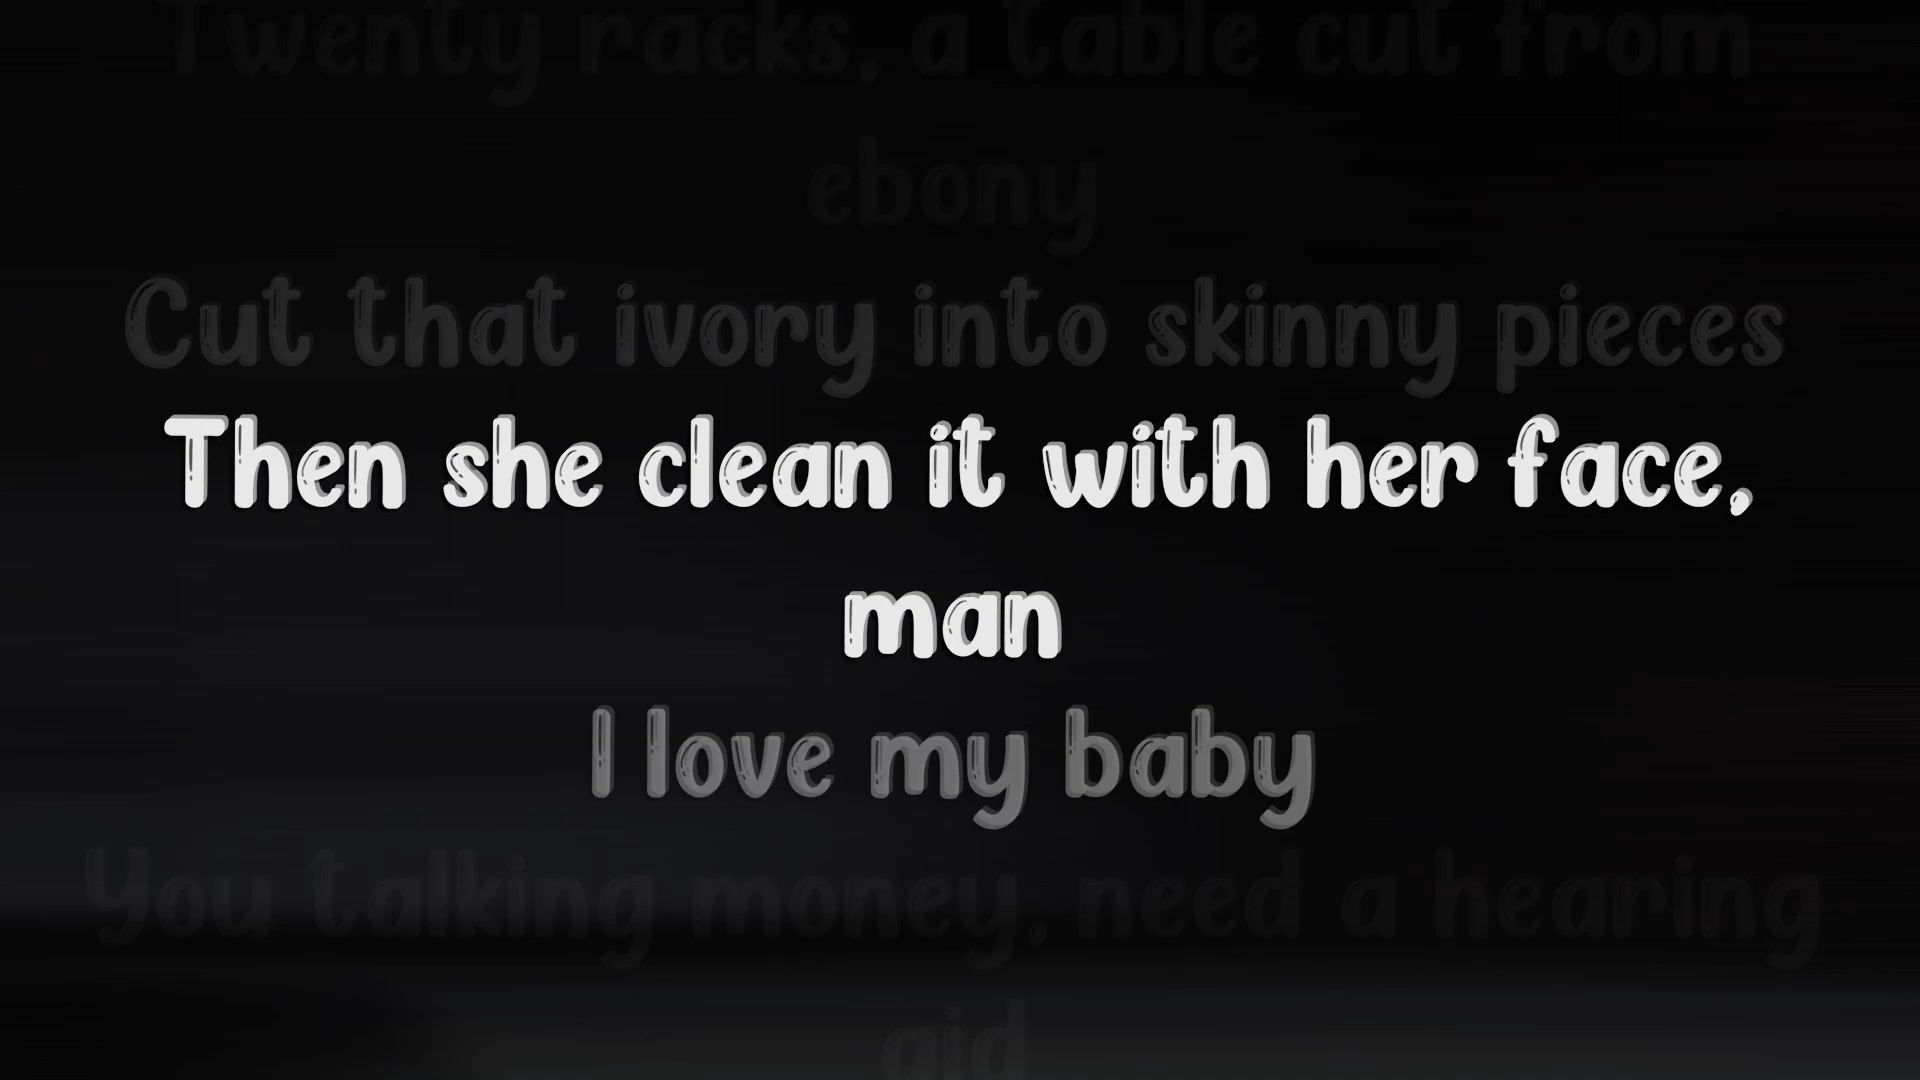 Twenty racks, a table cut from
ebony
Cut that ivory into skinny pieces
Then she clean it with her face,
man
I love my baby
You talking money, need a hearing
aid